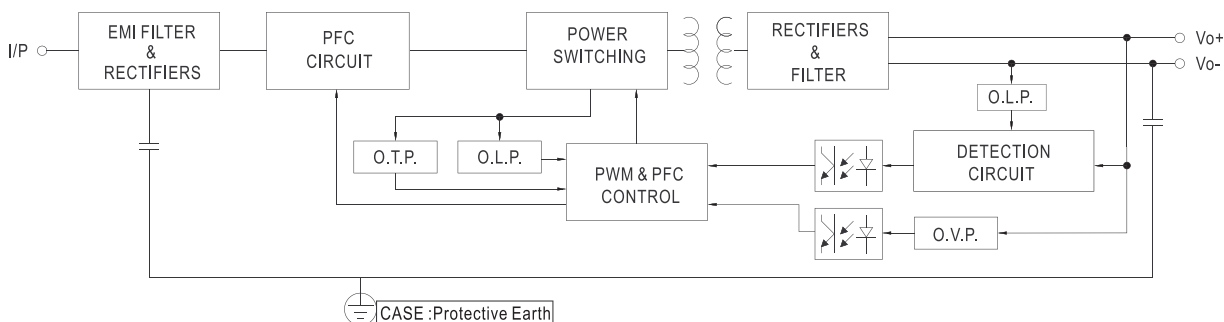 I/P
EMI FILTER
&
RECTIFIERS
PFC
CIRCUIT
POWER
SWITCHING
RECTIFIERS
&
FILTER
Vo+
Vo-
O.L.P.
O.T.P.
O.L.P.
PWM & PFC
CONTROL
DETECTION
CIRCUIT
O.V.P.
CASE :Protective Earth